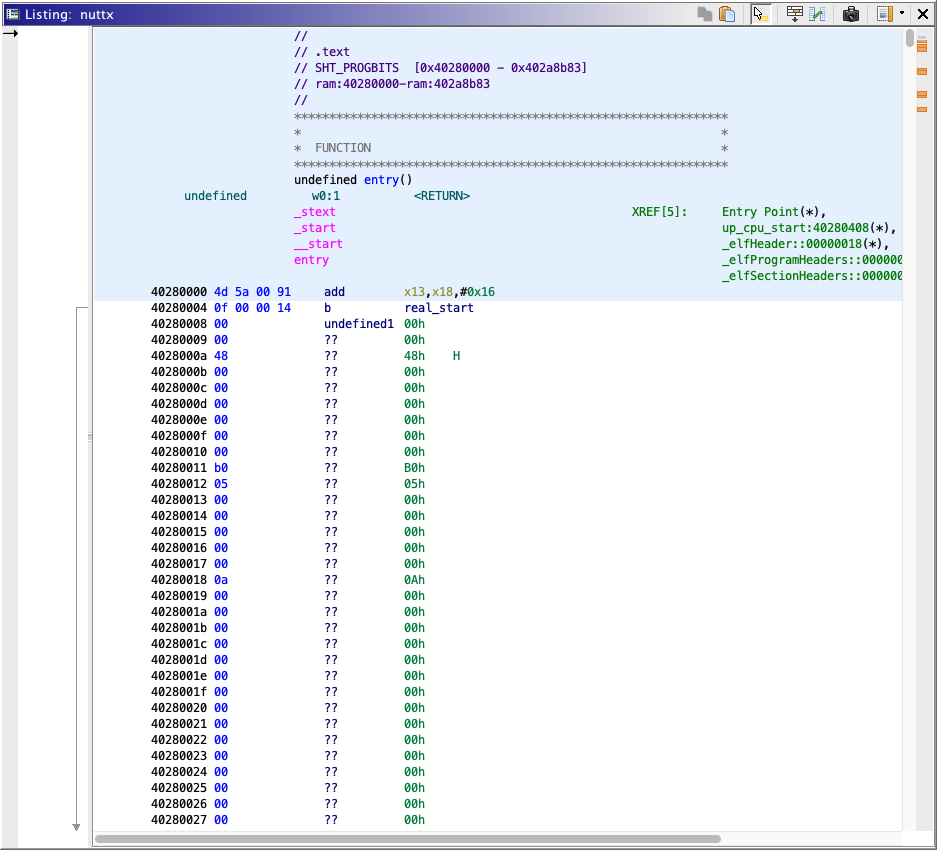 Listing: nuttx
//
// .text
// SHT_PROGBITS  [0x40280000 - 0x402a8b83]
// ram:40280000-ram:402a8b83
//
**************************************************************
*                                                            *
*  FUNCTION                                                  *
**************************************************************
undefined entry()
undefined w0:1 <RETURN>
_stext XREF[5]: Entry Point(*),
_start up_cpu_start:40280408(*),
__start _elfHeader::00000018(*),
entry _elfProgramHeaders::000000
_elfSectionHeaders::000000
40280000 4d 5a 00 91 add x13,x18,#0x16
40280004 0f 00 00 14 b real_start
40280008 00 undefined1 00h
40280009 00 ?? 00h
4028000a 48 ?? 48h H
4028000b 00 ?? 00h
4028000c 00 ?? 00h
4028000d 00 ?? 00h
4028000e 00 ?? 00h
4028000f 00 ?? 00h
40280010 00 ?? 00h
40280011 b0 ?? B0h
40280012 05 ?? 05h
40280013 00 ?? 00h
40280014 00 ?? 00h
40280015 00 ?? 00h
40280016 00 ?? 00h
40280017 00 ?? 00h
40280018 0a ?? 0Ah
40280019 00 ?? 00h
4028001a 00 ?? 00h
4028001b 00 ?? 00h
4028001c 00 ?? 00h
4028001d 00 ?? 00h
4028001e 00 ?? 00h
4028001f 00 ?? 00h
40280020 00 ?? 00h
40280021 00 ?? 00h
40280022 00 ?? 00h
40280023 00 ?? 00h
40280024 00 ?? 00h
40280025 00 ?? 00h
40280026 00 ?? 00h
40280027 00 ?? 00h